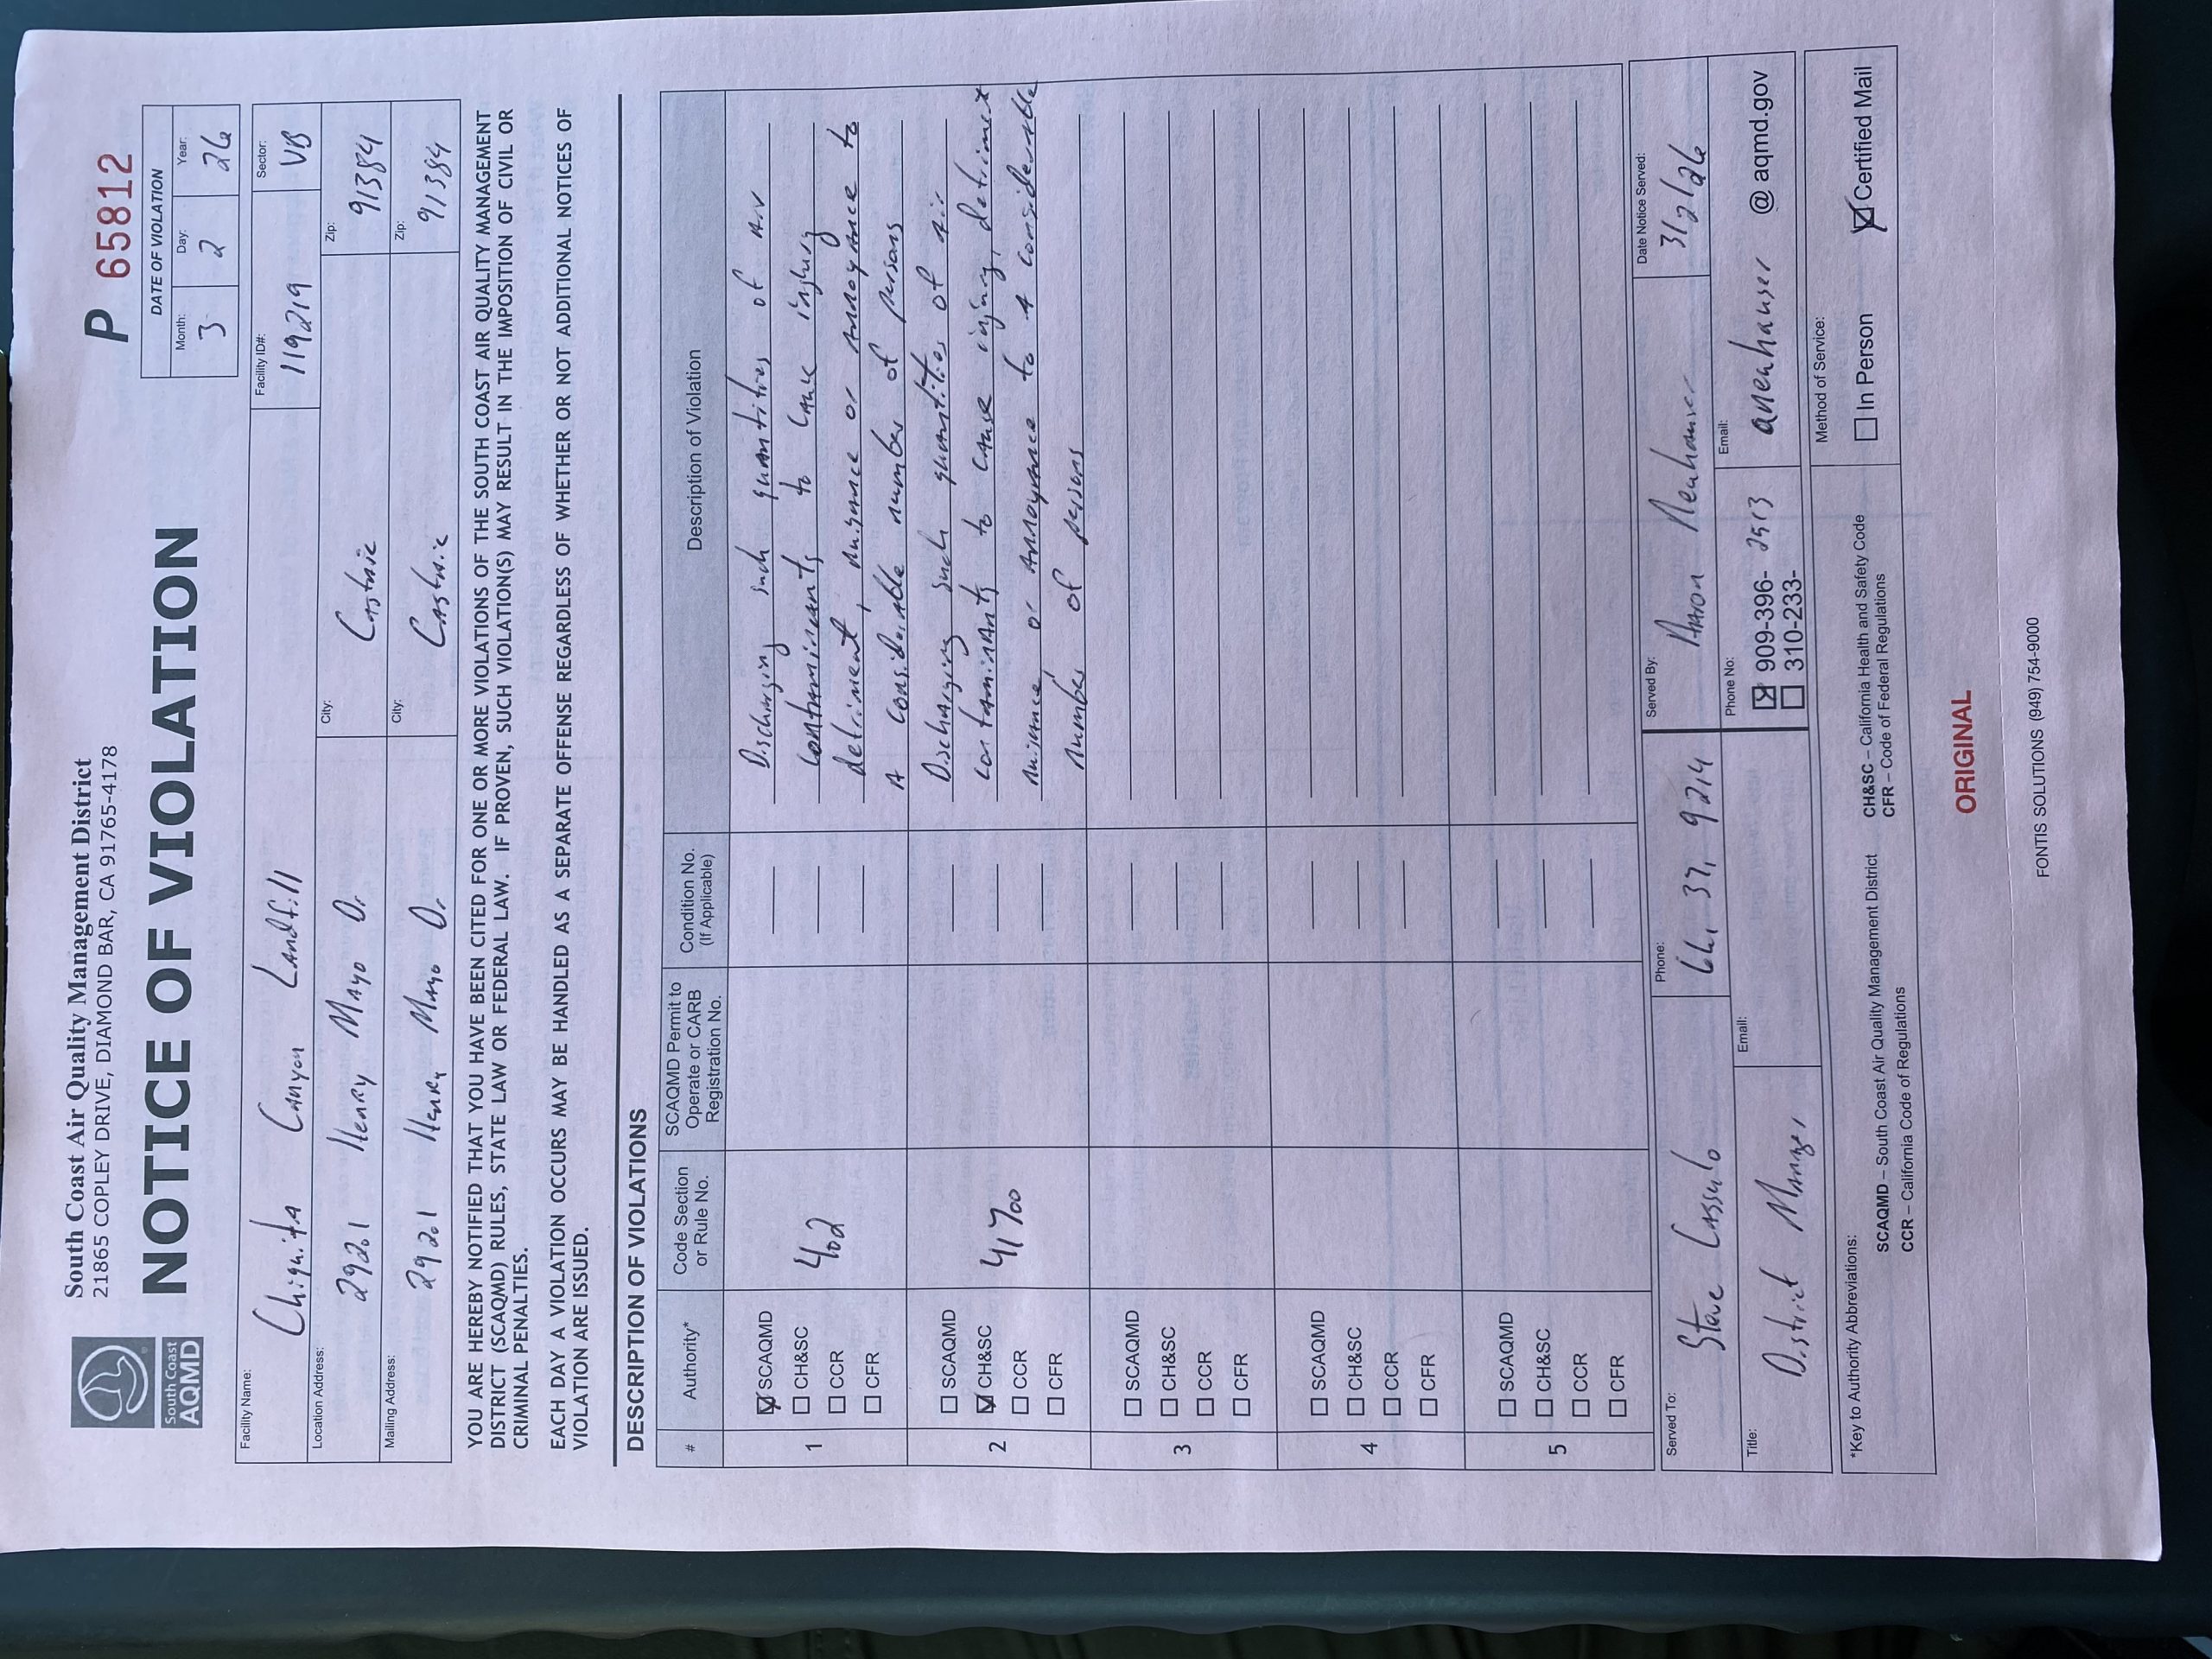 South Coast
AQMD
South Coast Air Quality Management District
21865 COPLEY DRIVE, DIAMOND BAR, CA 91765-4178
NOTICE OF VIOLATION
P 65812
DATE OF VIOLATION
Month: Day: Year:
3 2 26
Facility Name: Facility ID#: Sector:
Chiquita Canyon Landfill 119219 VB
Location Address: City: Zip:
29201 Henry Mayo Dr. Castaic 91384
Mailing Address: City: Zip:
29201 Henry Mayo Dr. Castaic 91384
YOU ARE HEREBY NOTIFIED THAT YOU HAVE BEEN CITED FOR ONE OR MORE VIOLATIONS OF THE SOUTH COAST AIR QUALITY MANAGEMENT
DISTRICT (SCAQMD) RULES, STATE LAW OR FEDERAL LAW. IF PROVEN, SUCH VIOLATION(S) MAY RESULT IN THE IMPOSITION OF CIVIL OR
CRIMINAL PENALTIES.
EACH DAY A VIOLATION OCCURS MAY BE HANDLED AS A SEPARATE OFFENSE REGARDLESS OF WHETHER OR NOT ADDITIONAL NOTICES OF
VIOLATION ARE ISSUED.
DESCRIPTION OF VIOLATIONS
# Authority* Code Section or Rule No. SCAQMD Permit to Operate or CARB Registration No. Condition No. (If Applicable) Description of Violation
1
SCAQMD
CH&SC
CCR
CFR
402
Discharging such quantities of air
contaminants to cause injury
detriment, nuisance or annoyance to
a considerable number of persons
2
SCAQMD
CH&SC
CCR
CFR
41700
Discharging such quantities of air
contaminants to cause injury, detriment
nuisance, or annoyance to a considerable
number of persons
3
SCAQMD
CH&SC
CCR
CFR
4
SCAQMD
CH&SC
CCR
CFR
5
SCAQMD
CH&SC
CCR
CFR
Served To: Phone: Served By: Date Notice Served:
Steve Cassulo 661 371 9214 Aaron Neuhauser 3/2/26
Title: Email: Phone No: Email:
District Manager 909-396- 2513 aneuhauser @ aqmd.gov
310-233-
*Key to Authority Abbreviations: Method of Service:
SCAQMD – South Coast Air Quality Management District CH&SC – California Health and Safety Code
CCR – California Code of Regulations CFR – Code of Federal Regulations
In Person Certified Mail
ORIGINAL
FONTIS SOLUTIONS (949) 754-9000